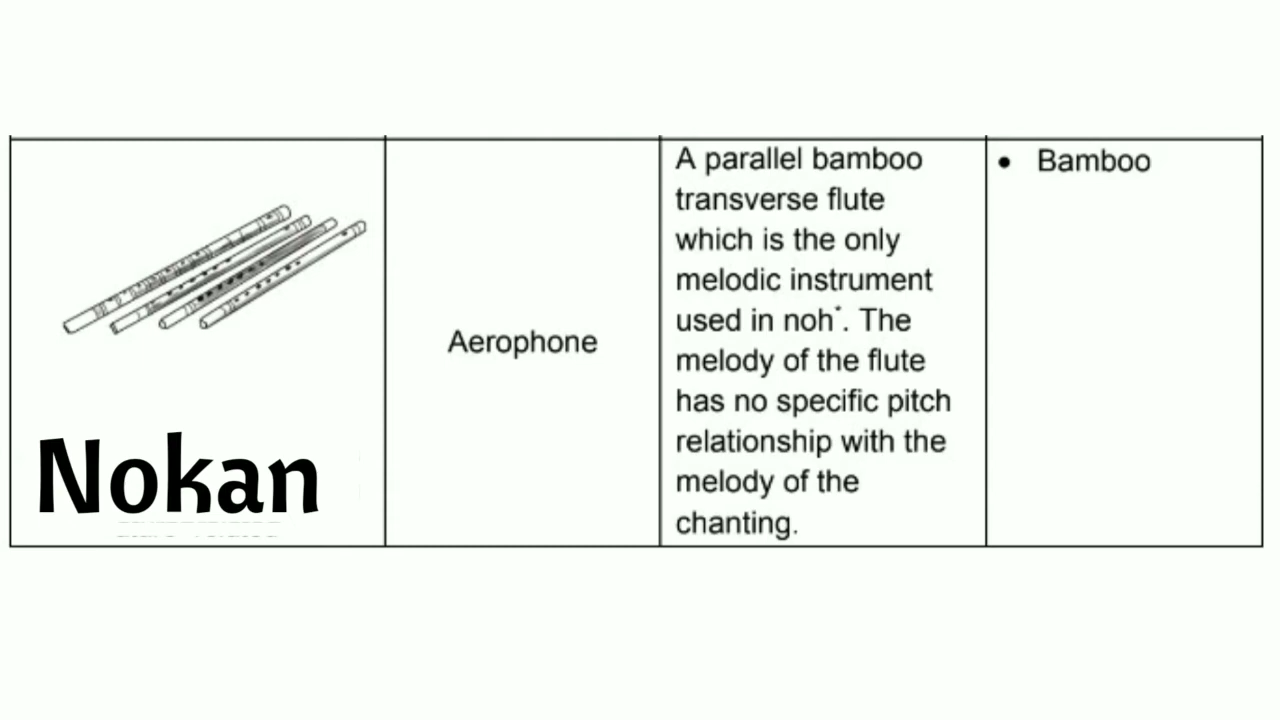 A parallel bamboo
transverse flute
which is the only
melodic instrument
used in noh*. The
melody of the flute
has no specific pitch
relationship with the
melody of the
chanting.
• Bamboo
Aerophone
Nokan